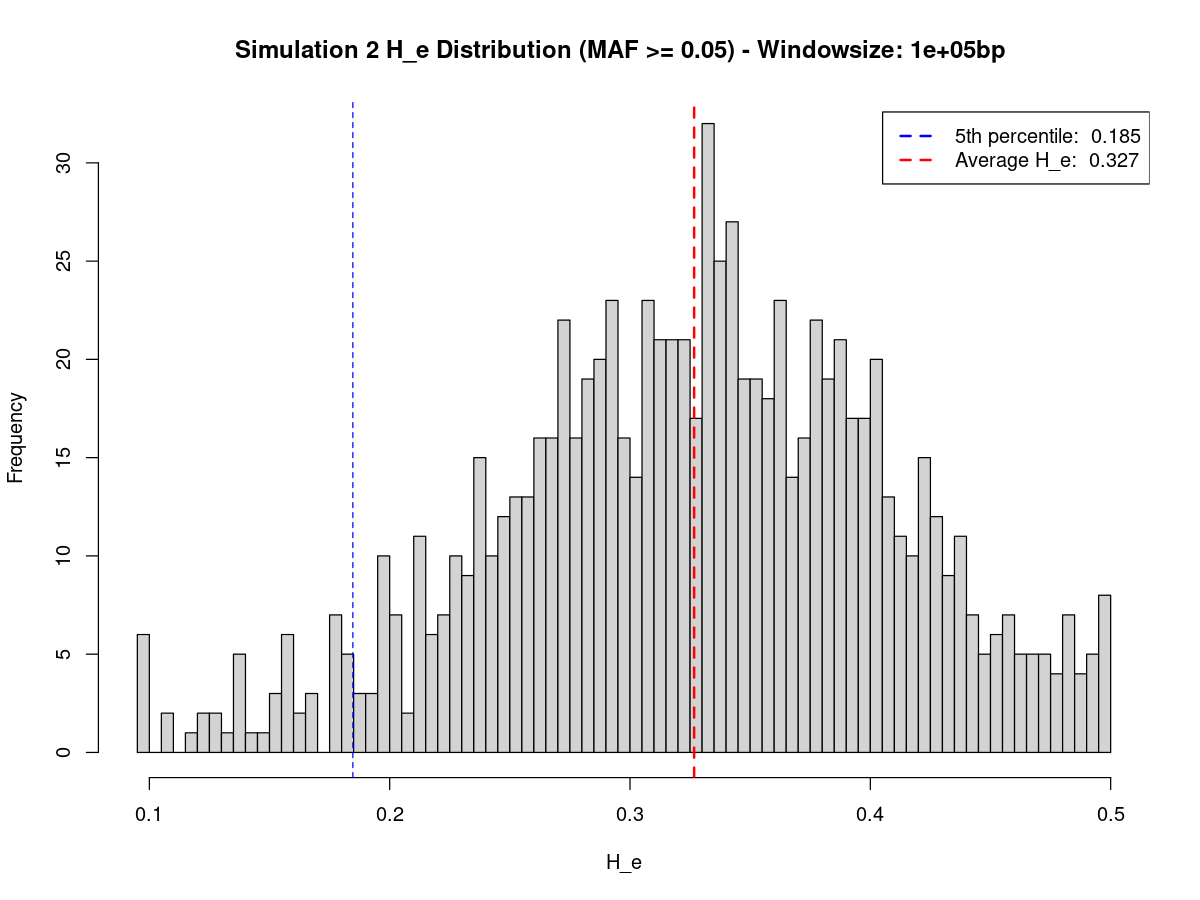 Simulation 2 H_e Distribution (MAF >= 0.05) - Windowsize: 1e+05bp
5th percentile:  0.185
Average H_e:  0.327
Frequency
30
25
20
15
10
5
0
0.1 0.2 0.3 0.4 0.5
H_e